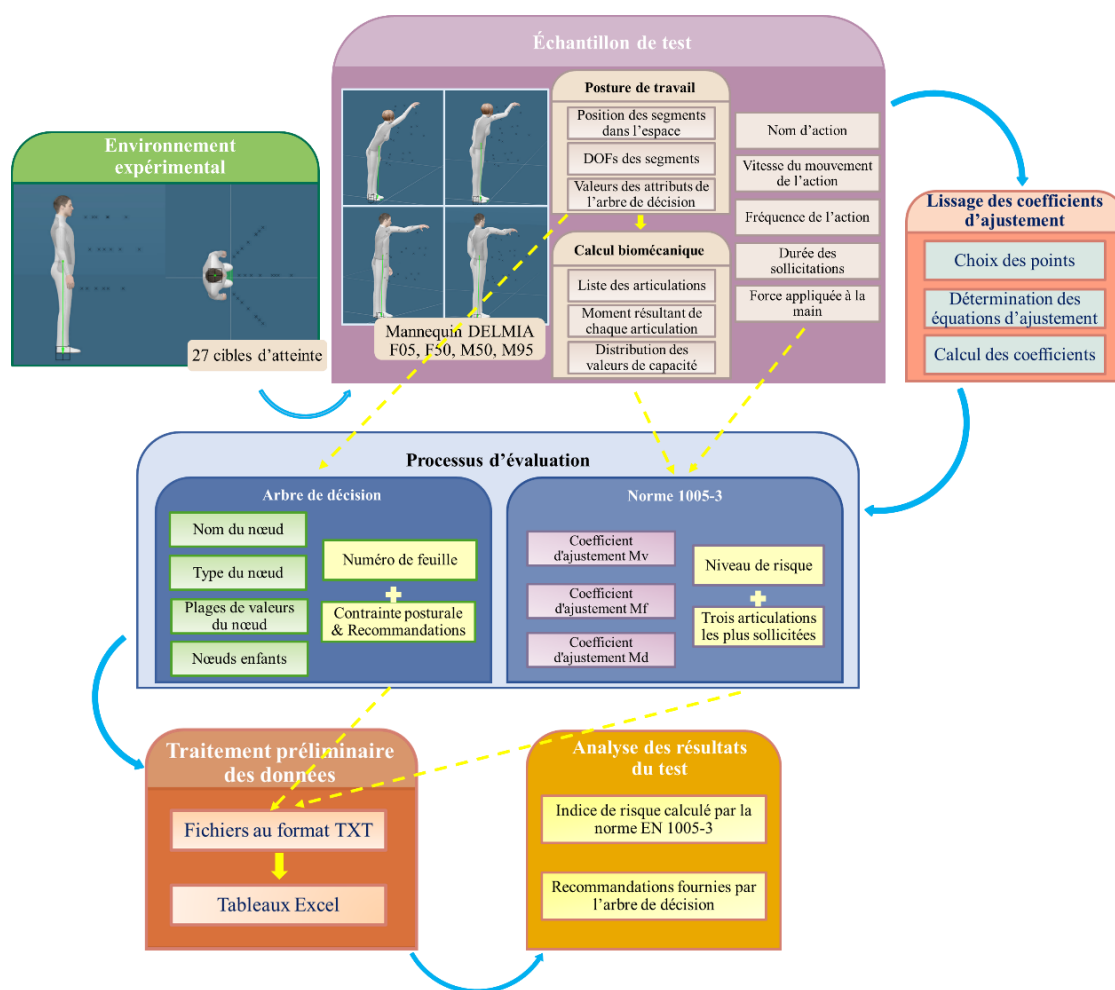 Échantillon de test
Environnement
expérimental
27 cibles d'atteinte
Mannequin DELMIA
F05, F50, M50, M95
Posture de travail
Position des segments
dans l'espace
DOFs des segments
Valeurs des attributs de
l'arbre de décision
Calcul biomécanique
Liste des articulations
Moment résultant de
chaque articulation
Distribution des
valeurs de capacité
Nom d'action
Vitesse du mouvement
de l'action
Fréquence de l'action
Durée des
sollicitations
Force appliquée à la
main
Lissage des coefficients
d'ajustement
Choix des points
Détermination des
équations d'ajustement
Calcul des coefficients
Processus d'évaluation
Arbre de décision
Nom du nœud
Type du nœud
Plages de valeurs
du nœud
Nœuds enfants
Numéro de feuille
Contrainte posturale
& Recommandations
Norme 1005-3
Coefficient
d'ajustement Mv
Coefficient
d'ajustement Mf
Coefficient
d'ajustement Md
Niveau de risque
Trois articulations
les plus sollicitées
Traitement préliminaire
des données
Fichiers au format TXT
Tableaux Excel
Analyse des résultats
du test
Indice de risque calculé par la
norme EN 1005-3
Recommandations fournies par
l'arbre de décision